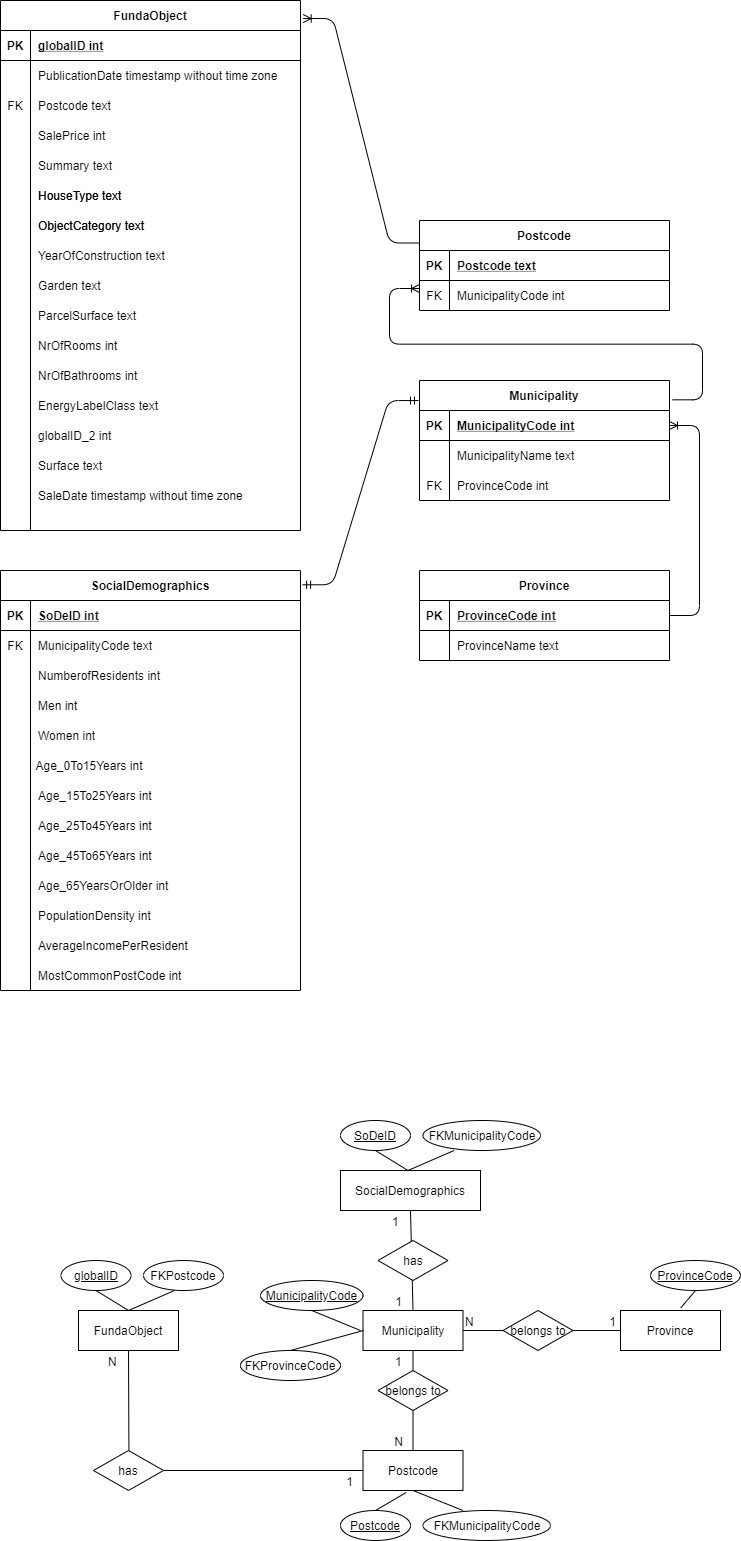 FundaObject
PK globalID int
PublicationDate timestamp without time zone
FK Postcode text
SalePrice int
Summary text
HouseType text
ObjectCategory text
YearOfConstruction text
Garden text
ParcelSurface text
NrOfRooms int
NrOfBathrooms int
EnergyLabelClass text
globalID_2 int
Surface text
SaleDate timestamp without time zone
Postcode
PK Postcode text
FK MunicipalityCode int
Municipality
PK MunicipalityCode int
MunicipalityName text
FK ProvinceCode int
SocialDemographics
PK SoDeID int
FK MunicipalityCode text
NumberofResidents int
Men int
Women int
Age_0To15Years int
Age_15To25Years int
Age_25To45Years int
Age_45To65Years int
Age_65YearsOrOlder int
PopulationDensity int
AverageIncomePerResident
MostCommonPostCode int
Province
PK ProvinceCode int
ProvinceName text
SoDeID FKMunicipalityCode
SocialDemographics
1
has
1
globalID FKPostcode
FundaObject
N
MunicipalityCode
FKProvinceCode
Municipality
N belongs to 1
ProvinceCode
Province
1
belongs to
N
has
1
Postcode
Postcode FKMunicipalityCode